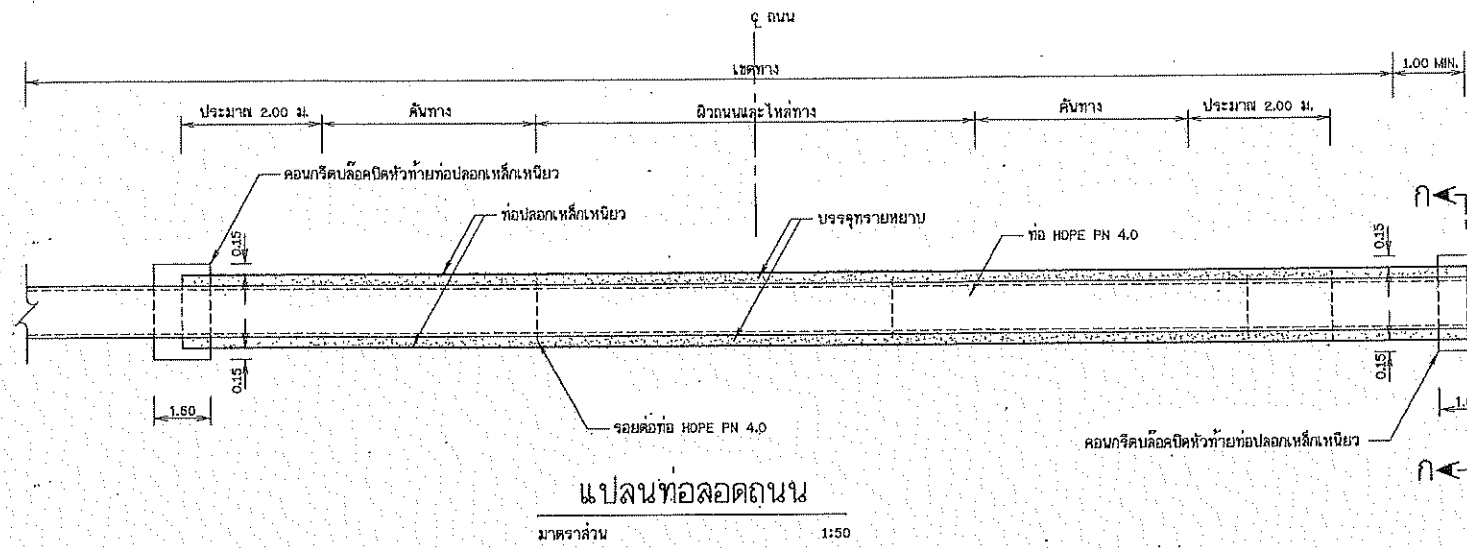 ℄ ถนน
เขตทาง
1.00 MIN.
ประมาณ 2.00 ม.
คันทาง
ผิวถนนและไหล่ทาง
คันทาง
ประมาณ 2.00 ม.
คอนกรีตบล๊อคปิดหัวท้ายท่อปลอกเหล็กเหนียว
ท่อปลอกเหล็กเหนียว
บรรจุทรายหยาบ
ท่อ HDPE PN 4.0
ก
0.15
0.15
0.15
0.15
1.50
รอยต่อท่อ HDPE PN 4.0
คอนกรีตบล๊อคปิดหัวท้ายท่อปลอกเหล็กเหนียว
ก
แปลนท่อลอดถนน
มาตราส่วน 1:50